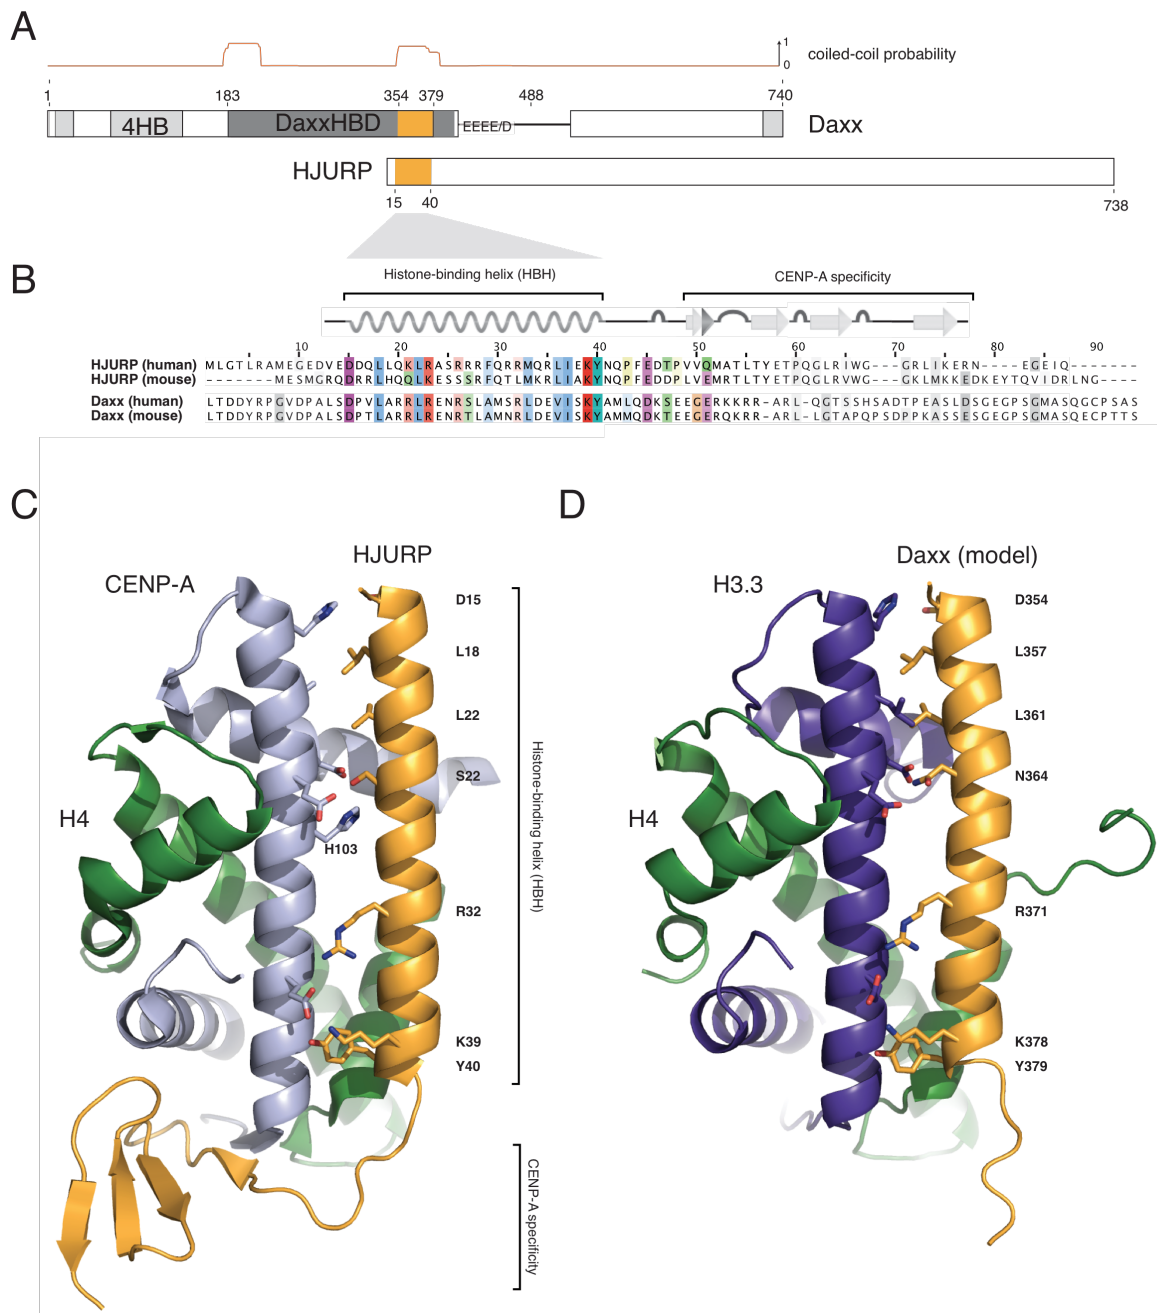 A
1
0
coiled-coil probability
1 183 354 379 488 740
4HB DaxxHBD EEEE/D Daxx
HJURP
15 40 738
B
Histone-binding helix (HBH) CENP-A specificity
10 20 30 40 50 60 70 80 90
HJURP (human) MLGTLRAMEGEDVEDDQLLQKLRASRRRFQRRMQRLIEKYNQPFEDTPVVQMATLTYETPQGLRIWG---GRLIKERN-----GEIQ----
HJURP (mouse)
Daxx (human)
Daxx (mouse)
C
D
HJURP
CENP-A
Daxx (model)
H3.3
D15
L18
L22
S22
H4
H103
R32
K39
Y40
Histone-binding helix (HBH)
CENP-A specificity
D354
L357
L361
N364
H4
R371
K378
Y379